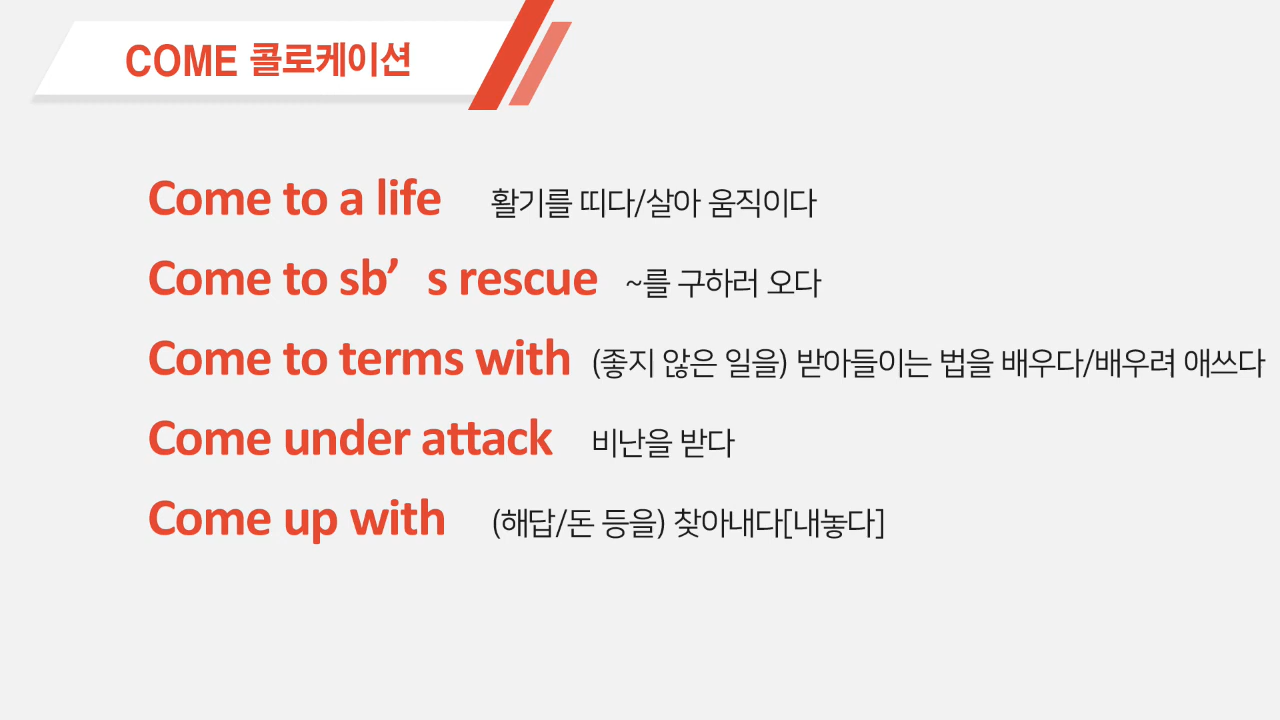 COME 콜로케이션
Come to a life 활기를 띠다/살아 움직이다
Come to sb’s rescue ~를 구하러 오다
Come to terms with (좋지 않은 일을) 받아들이는 법을 배우다/배우려 애쓰다
Come under attack 비난을 받다
Come up with (해답/돈 등을) 찾아내다[내놓다]